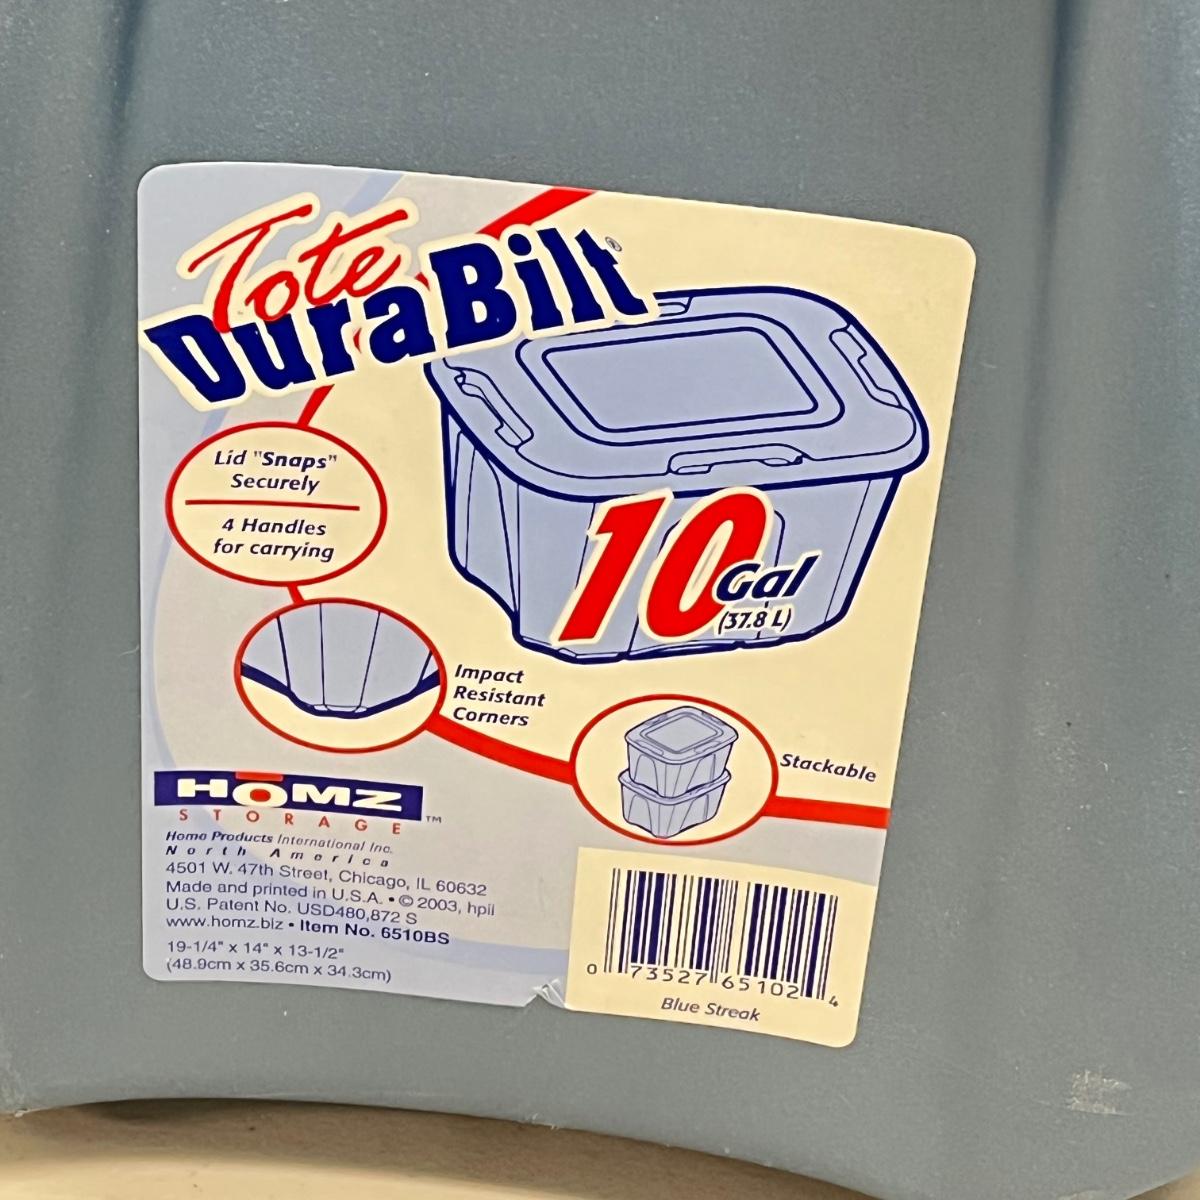 Tote
DuraBilt®
Lid "Snaps"
Securely
4 Handles
for carrying
10 Gal
(37.8 L)
Impact
Resistant
Corners
Stackable
HOMZ
STORAGE™
Home Products International Inc.
North America
4501 W. 47th Street, Chicago, IL 60632
Made and printed in U.S.A. • © 2003, hpii
U.S. Patent No. USD480,872 S
www.homz.biz • Item No. 6510BS
19-1/4" x 14" x 13-1/2"
(48.9cm x 35.6cm x 34.3cm)
0 73527 65102 4
Blue Streak